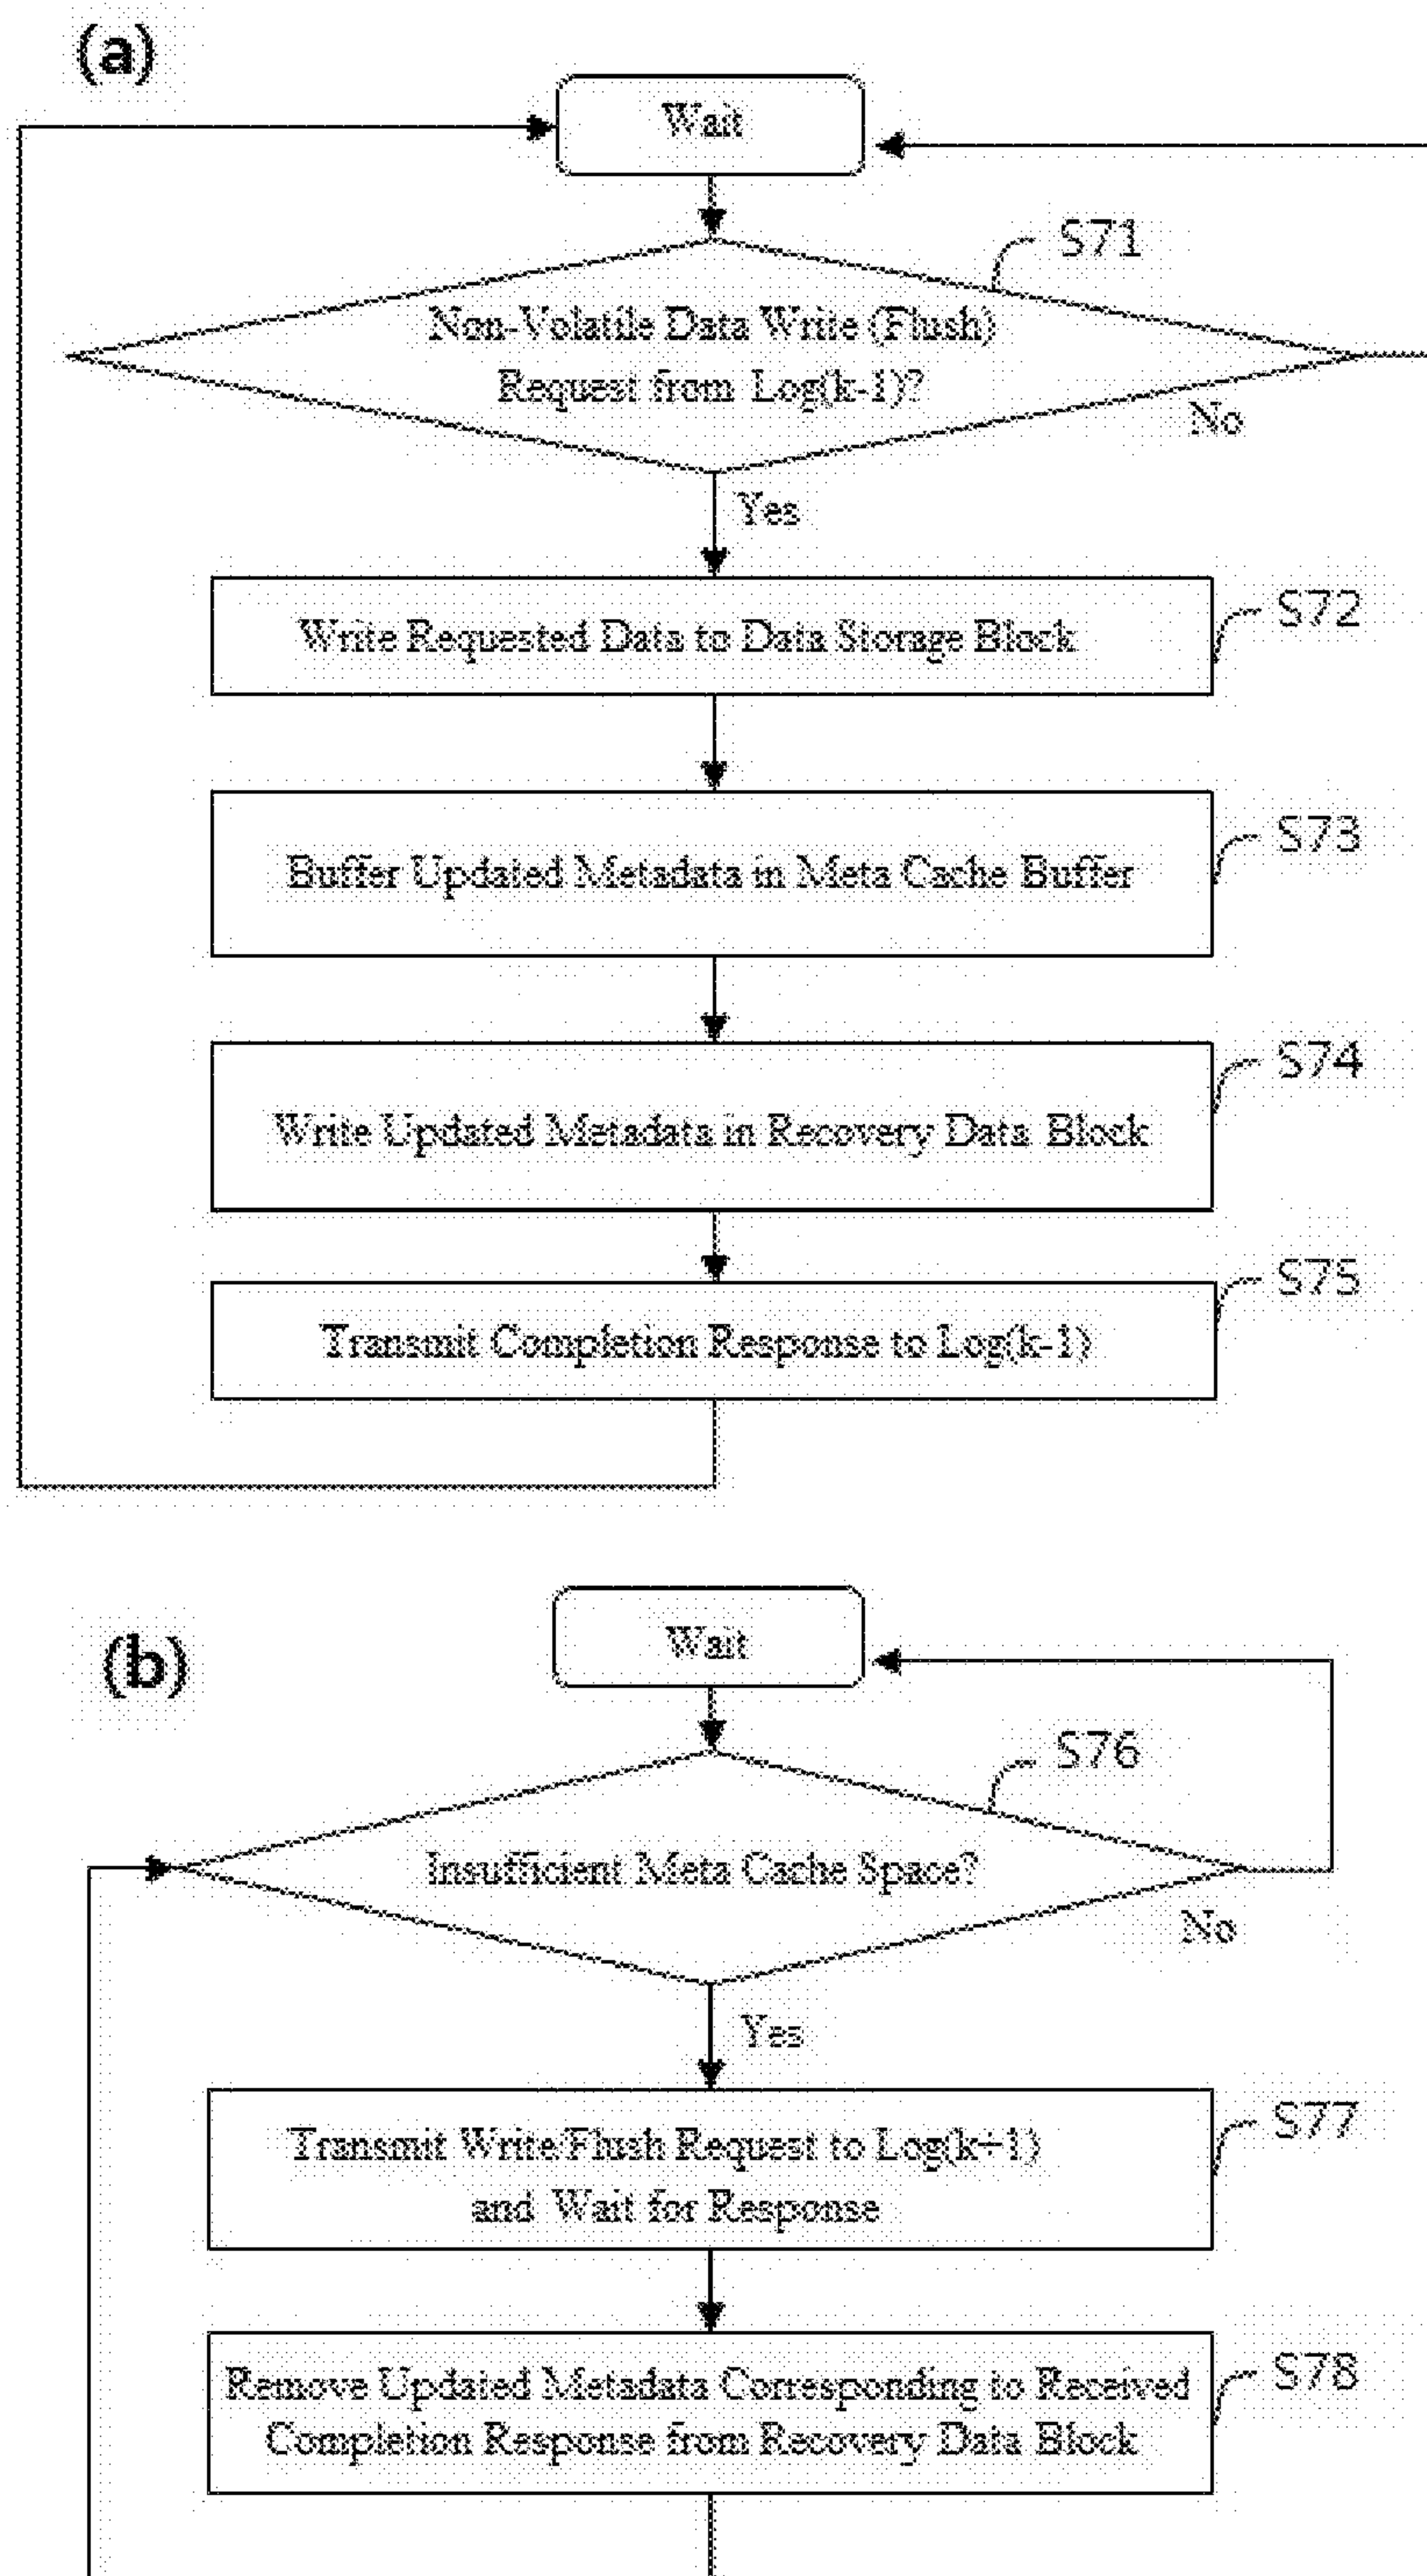 (a)
Wait
S71
Non-Volatile Data Write (Flush)
Request from Log(k-1)?
No
Yes
Write Requested Data to Data Storage Block
S72
Buffer Updated Metadata in Meta Cache Buffer
S73
Write Updated Metadata in Recovery Data Block
S74
Transmit Completion Response to Log(k-1)
S75
(b)
Wait
S76
Insufficient Meta Cache Space?
No
Yes
Transmit Write/Flush Request to Log(k+1)
and Wait for Response
S77
Remove Updated Metadata Corresponding to Received
Completion Response from Recovery Data Block
S78